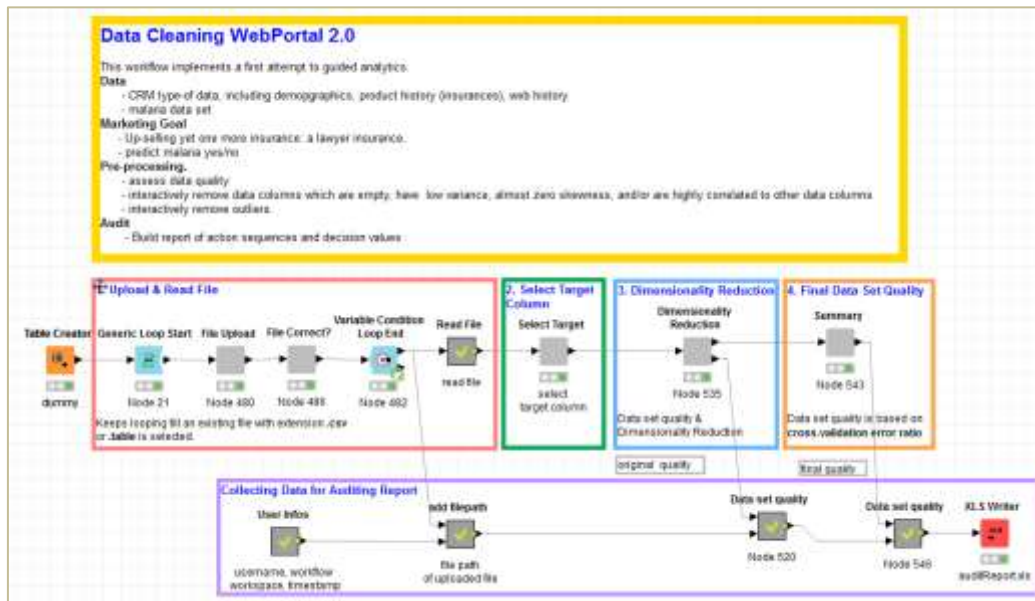 Data Cleaning WebPortal 2.0
This workflow implements a first attempt to guided analytics.
Data
- CRM type of data, including demopgraphics, product history (insurances), web history
- malaria data set
Marketing Goal
- Up-selling yet one more insurance: a lawyer insurance.
- predict malaria yes/no
Pre-processing.
- assess data quality
- interactively remove data columns which are empty, have low variance, almost zero skewness, and/or are highly correlated to other data columns
- interactively remove outliers.
Audit
- Build report of action sequences and decision values
Upload & Read File
2. Select Target
Column
3. Dimensionality Reduction
4. Final Data Set Quality
Table Creator
Generic Loop Start
File Upload
File Correct?
Variable Condition
Loop End
Read File
Select Target
Dimensionality
Reduction
Summary
dummy
Node 21
Node 480
Node 488
Node 482
read file
select
target column
Node 535
Node 543
Keeps looping till an existing file with extension .csv
or .table is selected.
Data set quality &
Dimensionality Reduction
Data set quality is based on
cross.validation error ratio
original quality
final quality
Collecting Data for Auditing Report
User Infos
add filepath
Data set quality
Data set quality
XLS Writer
username, workflow
workspace, timestamp
file path
of uploaded file
Node 520
Node 546
auditReport.xls